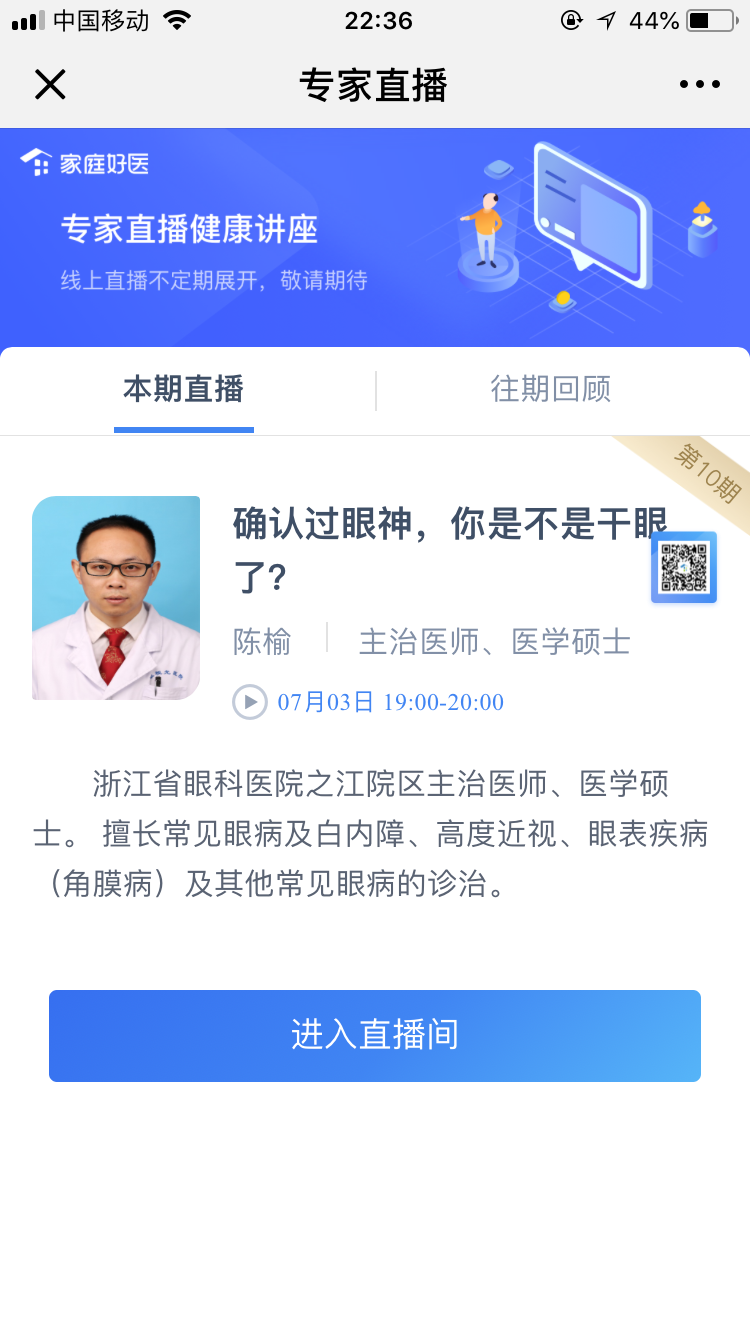 中国移动
22:36
44%
专家直播
家庭好医
专家直播健康讲座
线上直播不定期展开，敬请期待
本期直播
往期回顾
第10期
确认过眼神，你是不是干眼
了?
陈榆
主治医师、医学硕士
07月03日 19:00-20:00
浙江省眼科医院之江院区主治医师、医学硕
士。 擅长常见眼病及白内障、高度近视、眼表疾病
（角膜病）及其他常见眼病的诊治。
进入直播间